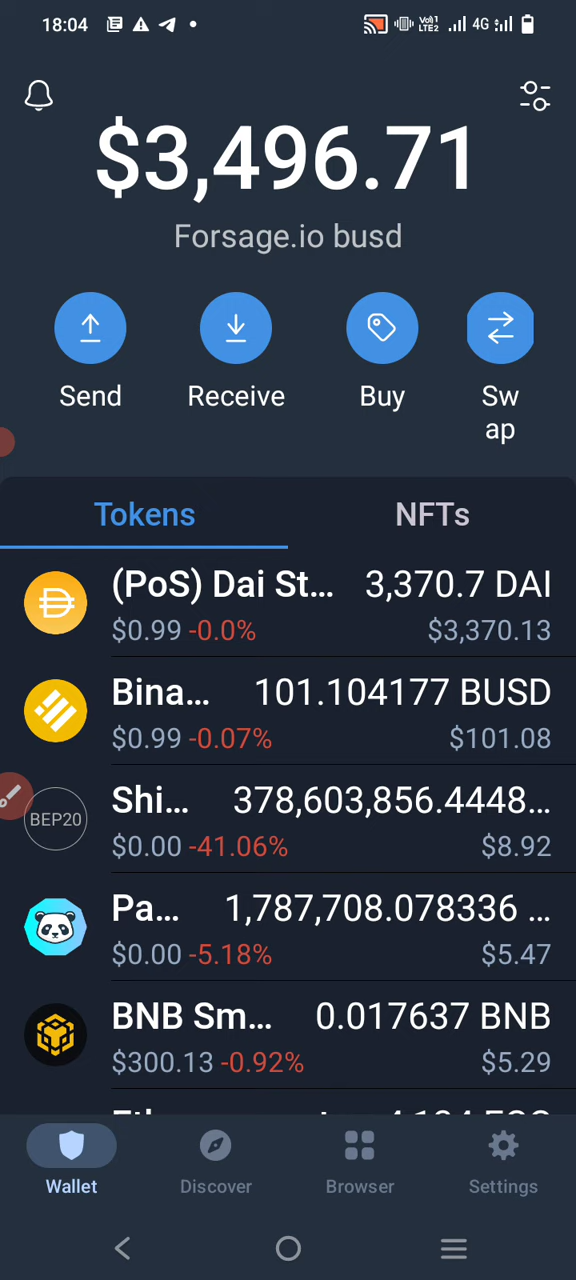 18:04
Vo)) LTE2
4G
$3,496.71
Forsage.io busd
Send
Receive
Buy
Sw
ap
Tokens
NFTs
(PoS) Dai St... 3,370.7 DAI
$0.99 -0.0% $3,370.13
Bina... 101.104177 BUSD
$0.99 -0.07% $101.08
BEP20
Shi... 378,603,856.4448...
$0.00 -41.06% $8.92
Pa... 1,787,708.078336 ...
$0.00 -5.18% $5.47
BNB Sm... 0.017637 BNB
$300.13 -0.92% $5.29
Wallet
Discover
Browser
Settings